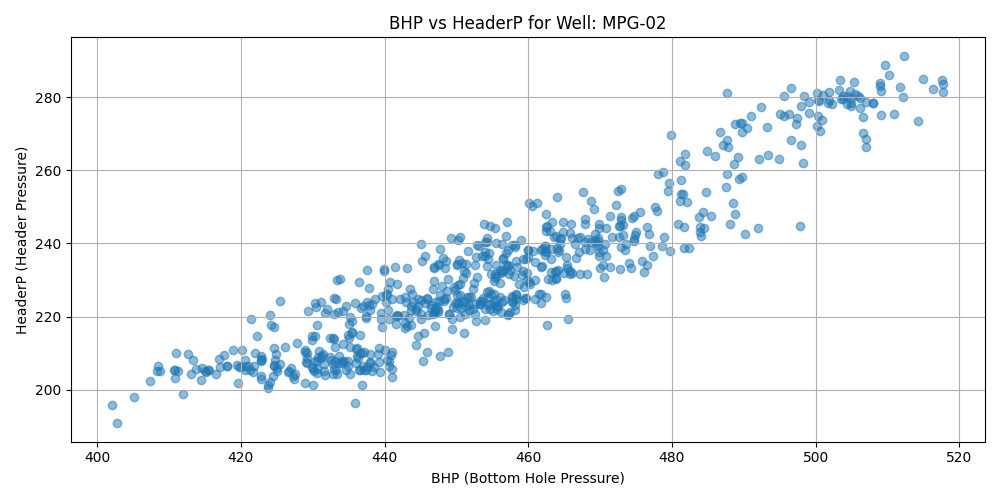 BHP vs HeaderP for Well: MPG-02
HeaderP (Header Pressure)
280
260
240
220
200
400 420 440 460 480 500 520
BHP (Bottom Hole Pressure)